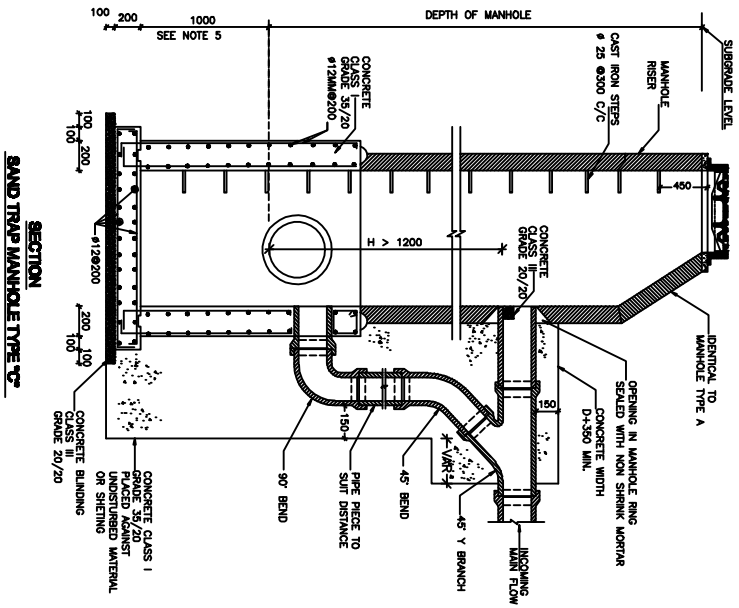 SUBGRADE LEVEL
DEPTH OF MANHOLE
1000
SEE NOTE 5
200
100
MANHOLE
RISER
CAST IRON STEPS
ø 25 @300 C/C
CONCRETE
CLASS I
GRADE 35/20
ø12MM@200
450
100
100
200
H > 1200
CONCRETE
CLASS III
GRADE 20/20
ø12@200
200
100
100
IDENTICAL TO
MANHOLE TYPE A
OPENING IN MANHOLE RING
SEALED WITH NON SHRINK MORTAR
CONCRETE WIDTH
D+350 MIN.
150
INCOMING
MAIN FLOW
45° Y BRANCH
VAR.
45° BEND
PIPE PIECE TO
SUIT DISTANCE
150
90° BEND
CONCRETE CLASS I
GRADE 35/20
PLACED AGAINST
UNDISTURBED MATERIAL
OR SHETING
CONCRETE BLINDING
CLASS III
GRADE 20/20
SECTION
SAND TRAP MANHOLE TYPE "C"